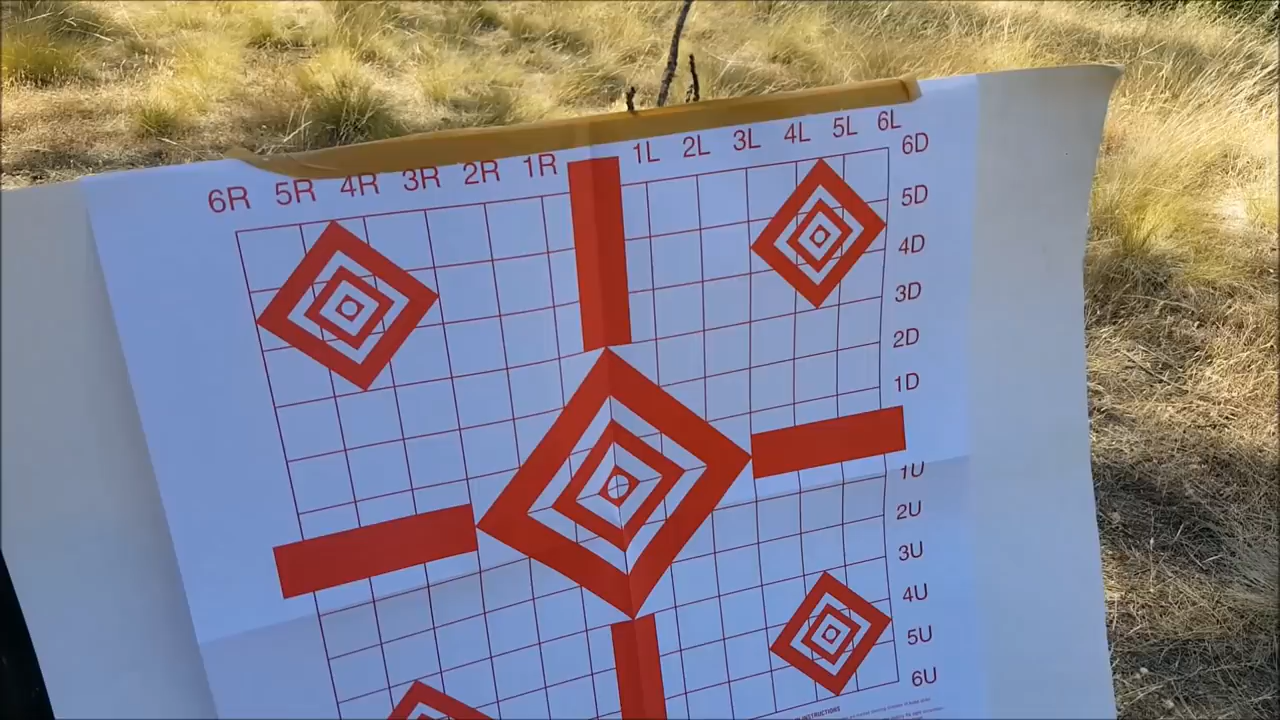 6R 5R 4R 3R 2R 1R 1L 2L 3L 4L 5L 6L
6D
5D
4D
3D
2D
1D
1U
2U
3U
4U
5U
6U
INSTRUCTIONS